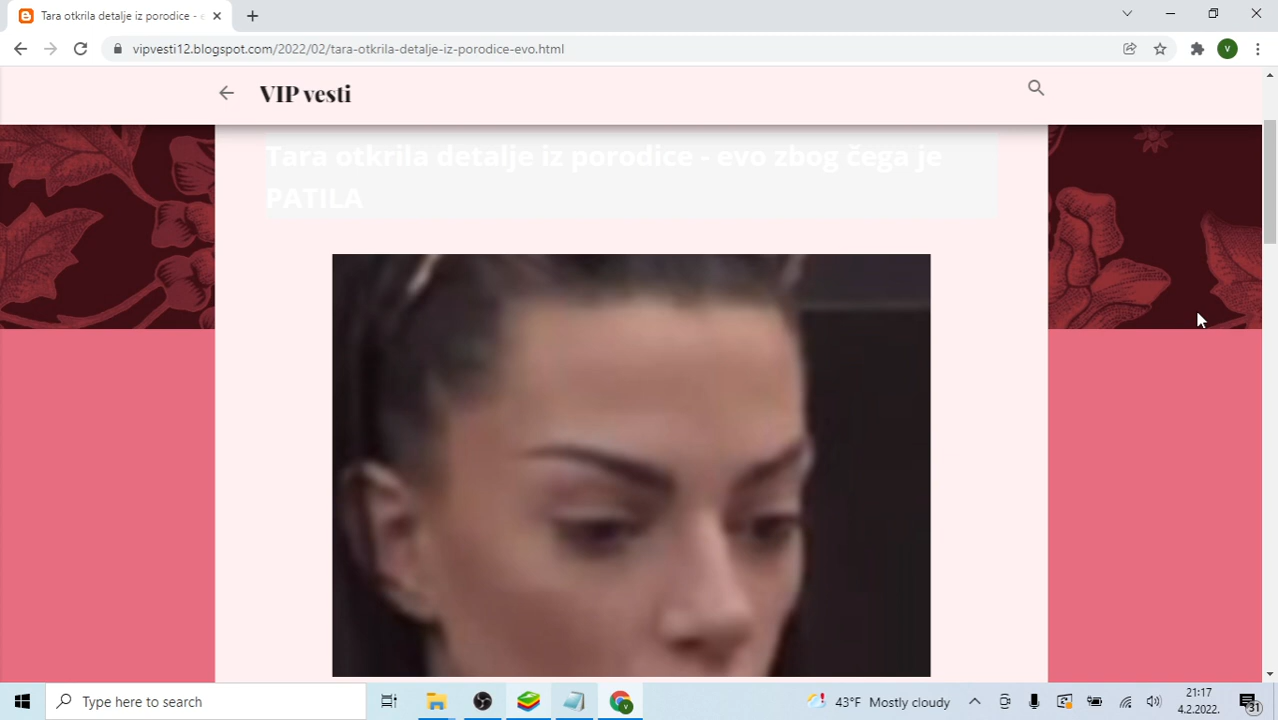 Tara otkrila detalje iz porodice - e
vipvesti12.blogspot.com/2022/02/tara-otkrila-detalje-iz-porodice-evo.html
V
VIP vesti
Tara otkrila detalje iz porodice - evo zbog čega je
PATILA
Type here to search
43°F Mostly cloudy
21:17
4.2.2022.
31